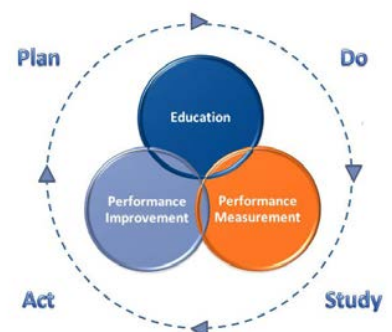 Plan
Do
Education
Performance
Improvement
Performance
Measurement
Act
Study